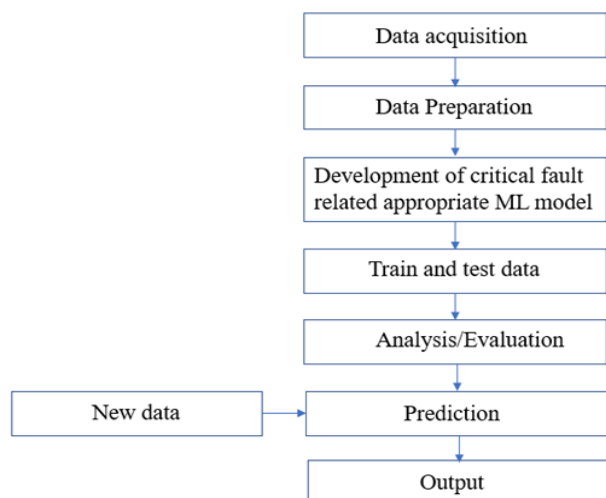 Data acquisition
Data Preparation
Development of critical fault
related appropriate ML model
Train and test data
Analysis/Evaluation
New data
Prediction
Output